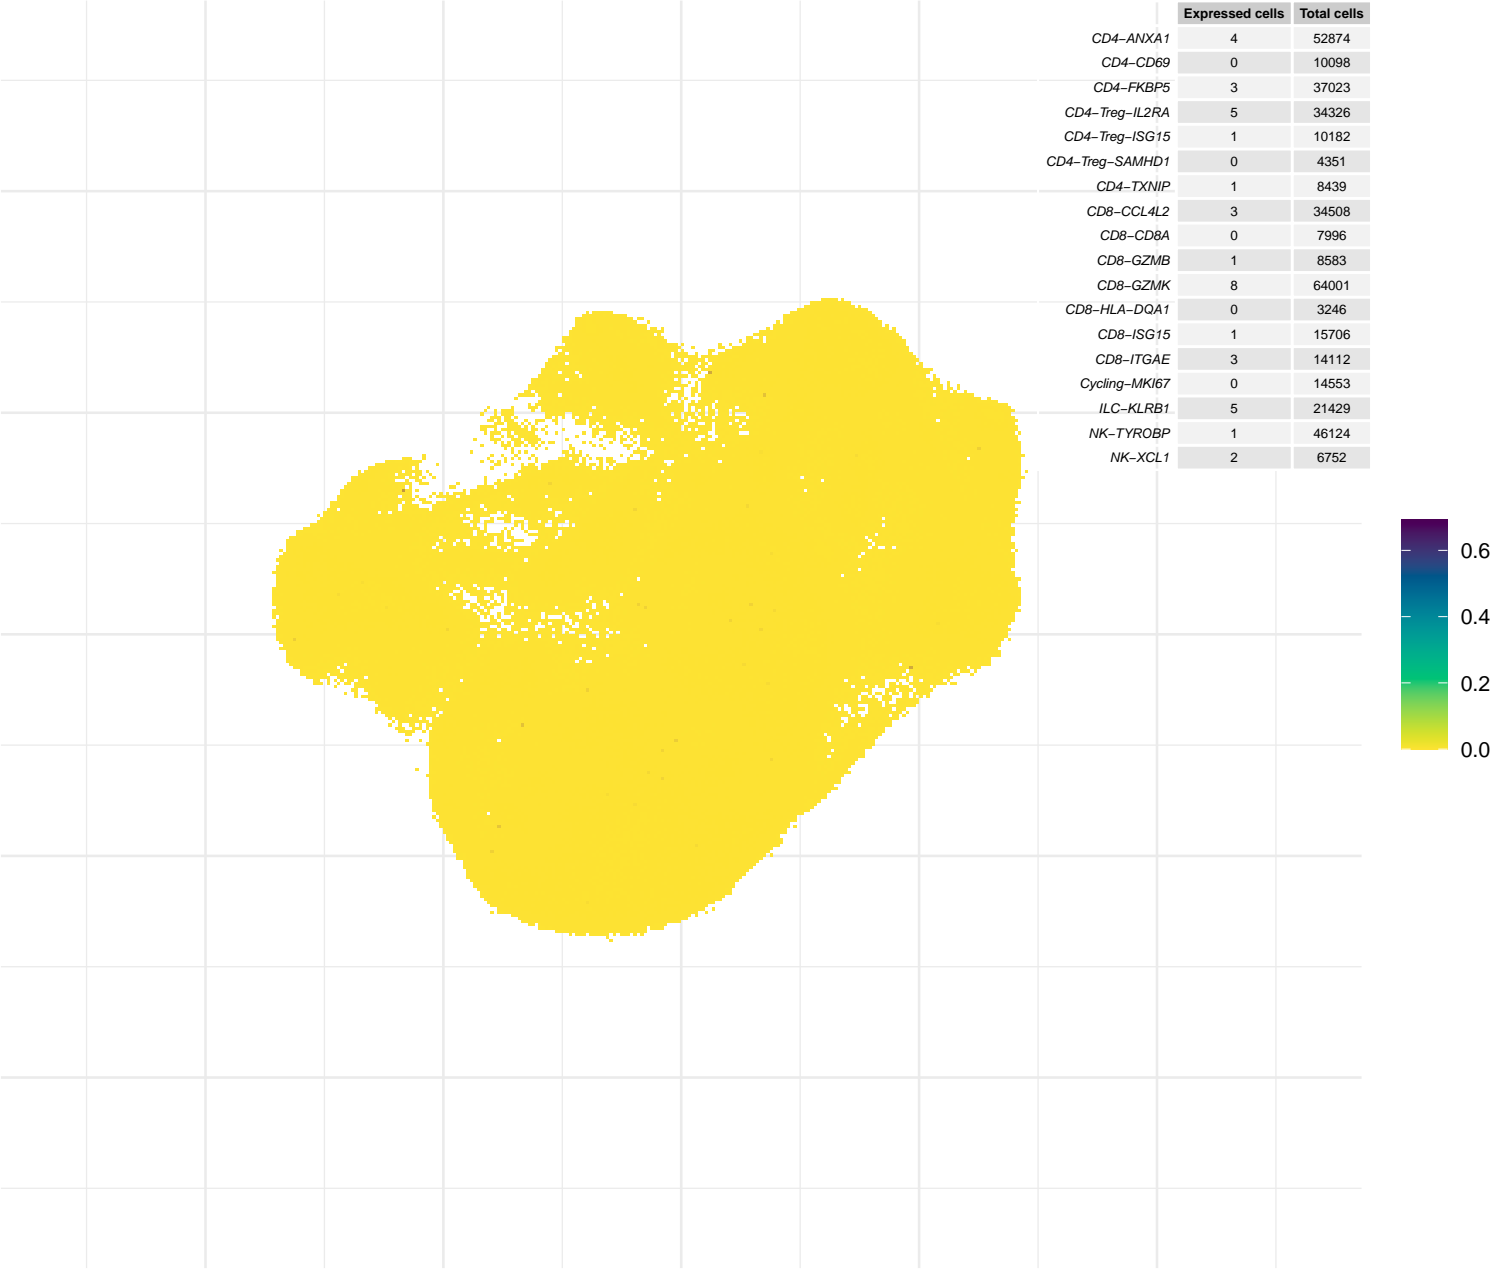 Expressed cells Total cells
CD4−ANXA1 4 52874
CD4−CD69 0 10098
CD4−FKBP5 3 37023
CD4−Treg−IL2RA 5 34326
CD4−Treg−ISG15 1 10182
CD4−Treg−SAMHD1 0 4351
CD4−TXNIP 1 8439
CD8−CCL4L2 3 34508
CD8−CD8A 0 7996
CD8−GZMB 1 8583
CD8−GZMK 8 64001
CD8−HLA−DQA1 0 3246
CD8−ISG15 1 15706
CD8−ITGAE 3 14112
Cycling−MKI67 0 14553
ILC−KLRB1 5 21429
NK−TYROBP 1 46124
NK−XCL1 2 6752
0.6
0.4
0.2
0.0